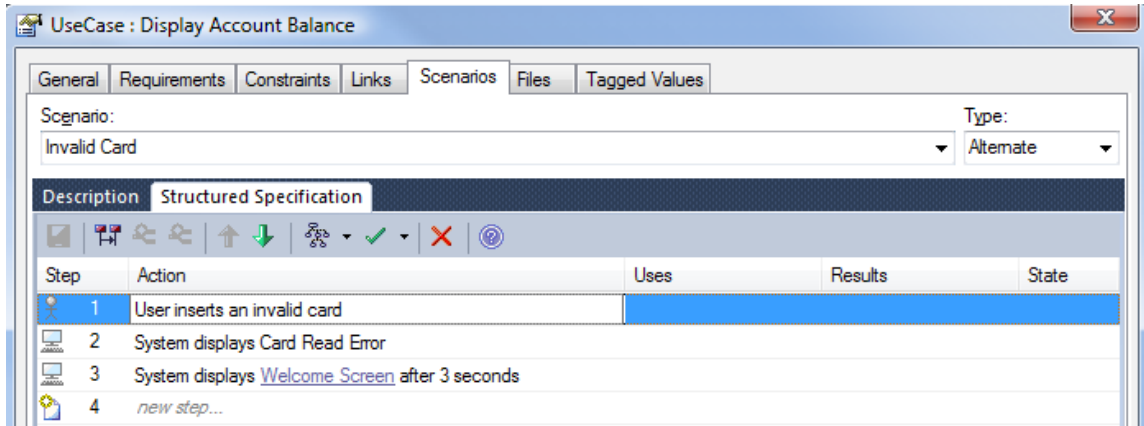 UseCase : Display Account Balance
General Requirements Constraints Links Scenarios Files Tagged Values
Scenario: Type:
Invalid Card Alternate
Description Structured Specification
Step Action Uses Results State
1 User inserts an invalid card
2 System displays Card Read Error
3 System displays Welcome Screen after 3 seconds
4 new step...